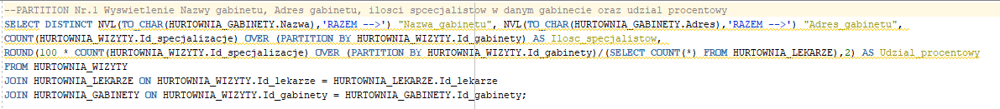 --PARTITION Nr.1 Wyswietlenie Nazwy gabinetu, Adres gabinetu, ilosci spcecjalistow w danym gabinecie oraz udzial procentowy
SELECT DISTINCT NVL(TO_CHAR(HURTOWNIA_GABINETY.Nazwa),'RAZEM -->') "Nazwa_gabinetu", NVL(TO_CHAR(HURTOWNIA_GABINETY.Adres),'RAZEM -->') "Adres_gabinetu",
COUNT(HURTOWNIA_WIZYTY.Id_specjalizacje) OVER (PARTITION BY HURTOWNIA_WIZYTY.Id_gabinety) AS Ilosc_specjalistow,
ROUND(100 * COUNT(HURTOWNIA_WIZYTY.Id_specjalizacje) OVER (PARTITION BY HURTOWNIA_WIZYTY.Id_gabinety)/(SELECT COUNT(*) FROM HURTOWNIA_LEKARZE),2) AS Udzial_procentowy
FROM HURTOWNIA_WIZYTY
JOIN HURTOWNIA_LEKARZE ON HURTOWNIA_WIZYTY.Id_lekarze = HURTOWNIA_LEKARZE.Id_lekarze
JOIN HURTOWNIA_GABINETY ON HURTOWNIA_WIZYTY.Id_gabinety = HURTOWNIA_GABINETY.Id_gabinety;